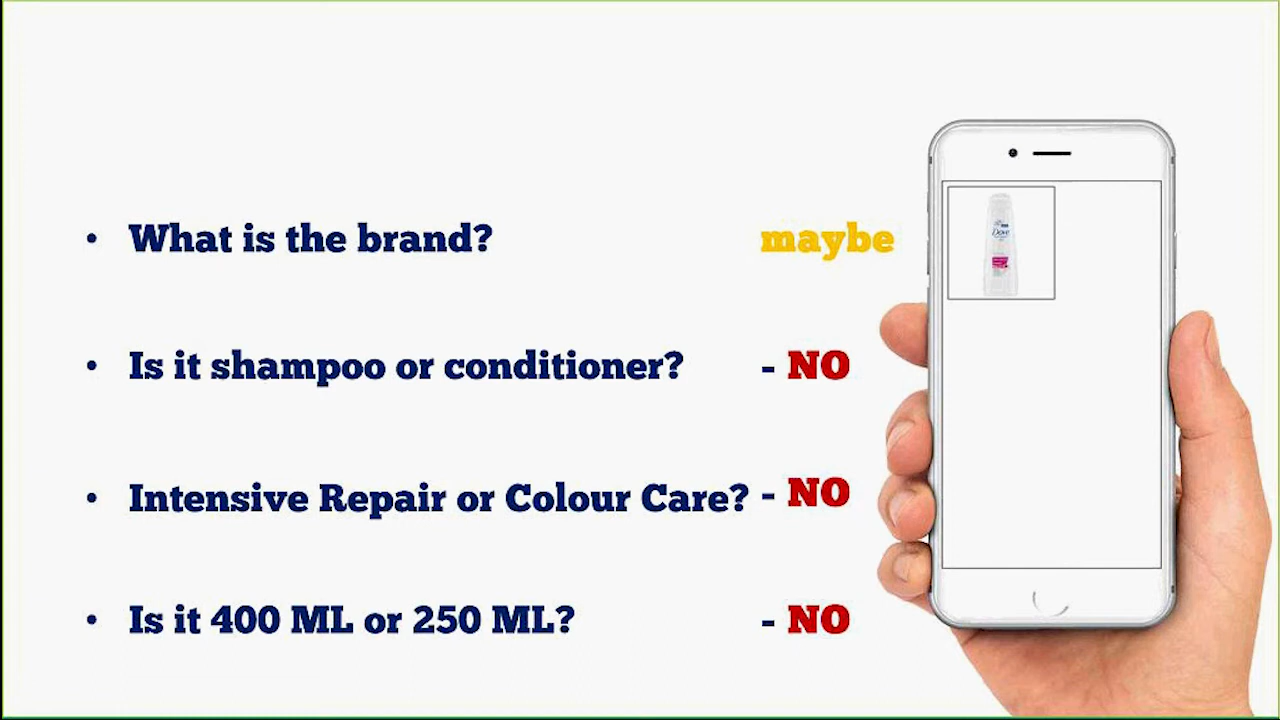 • What is the brand? maybe
• Is it shampoo or conditioner? - NO
• Intensive Repair or Colour Care? - NO
• Is it 400 ML or 250 ML? - NO
Dove